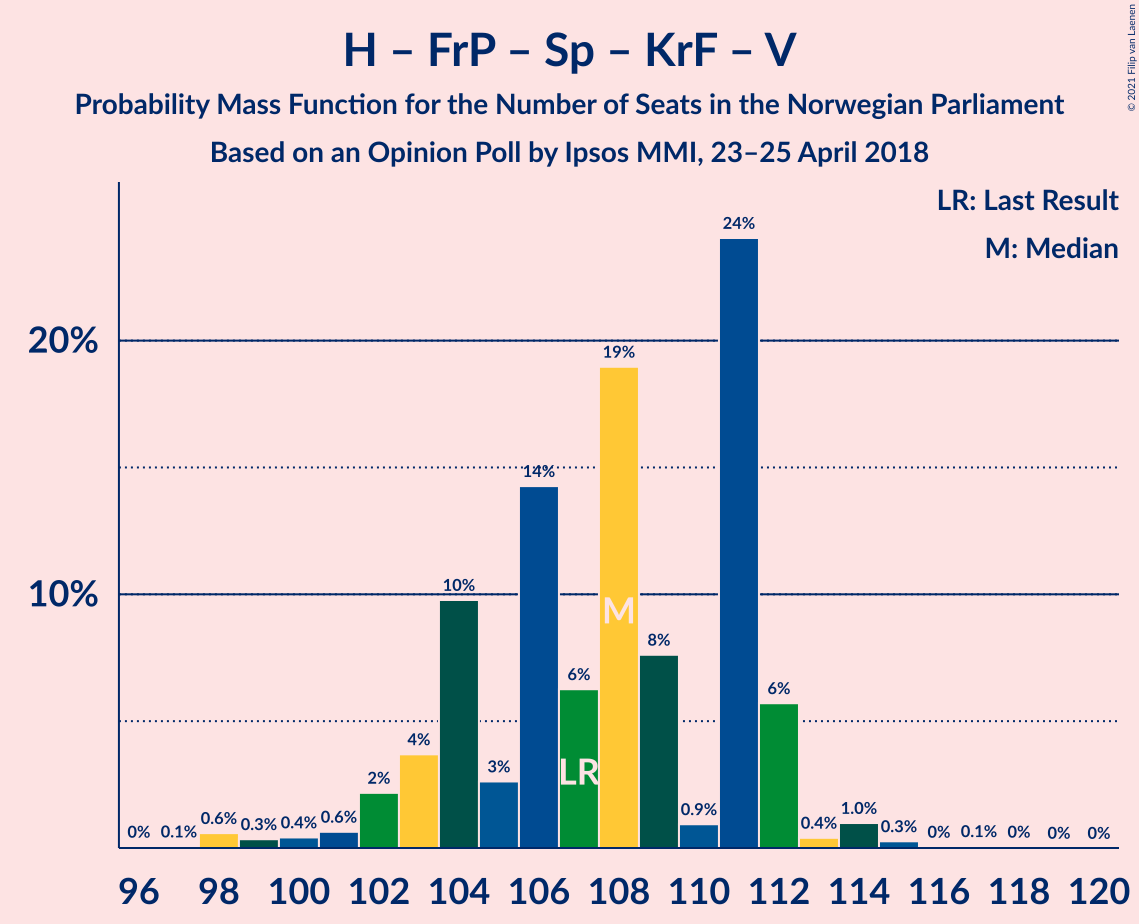 H – FrP – Sp – KrF – V
Probability Mass Function for the Number of Seats in the Norwegian Parliament
Based on an Opinion Poll by Ipsos MMI, 23–25 April 2018
© 2021 Filip van Laenen
LR: Last Result
M: Median
20%
10%
0% 0.1% 0.6% 0.3% 0.4% 0.6% 2% 4% 10% 3% 14% 6% 19% 8% 0.9% 24% 6% 0.4% 1.0% 0.3% 0% 0.1% 0% 0% 0%
M
LR
96 98 100 102 104 106 108 110 112 114 116 118 120